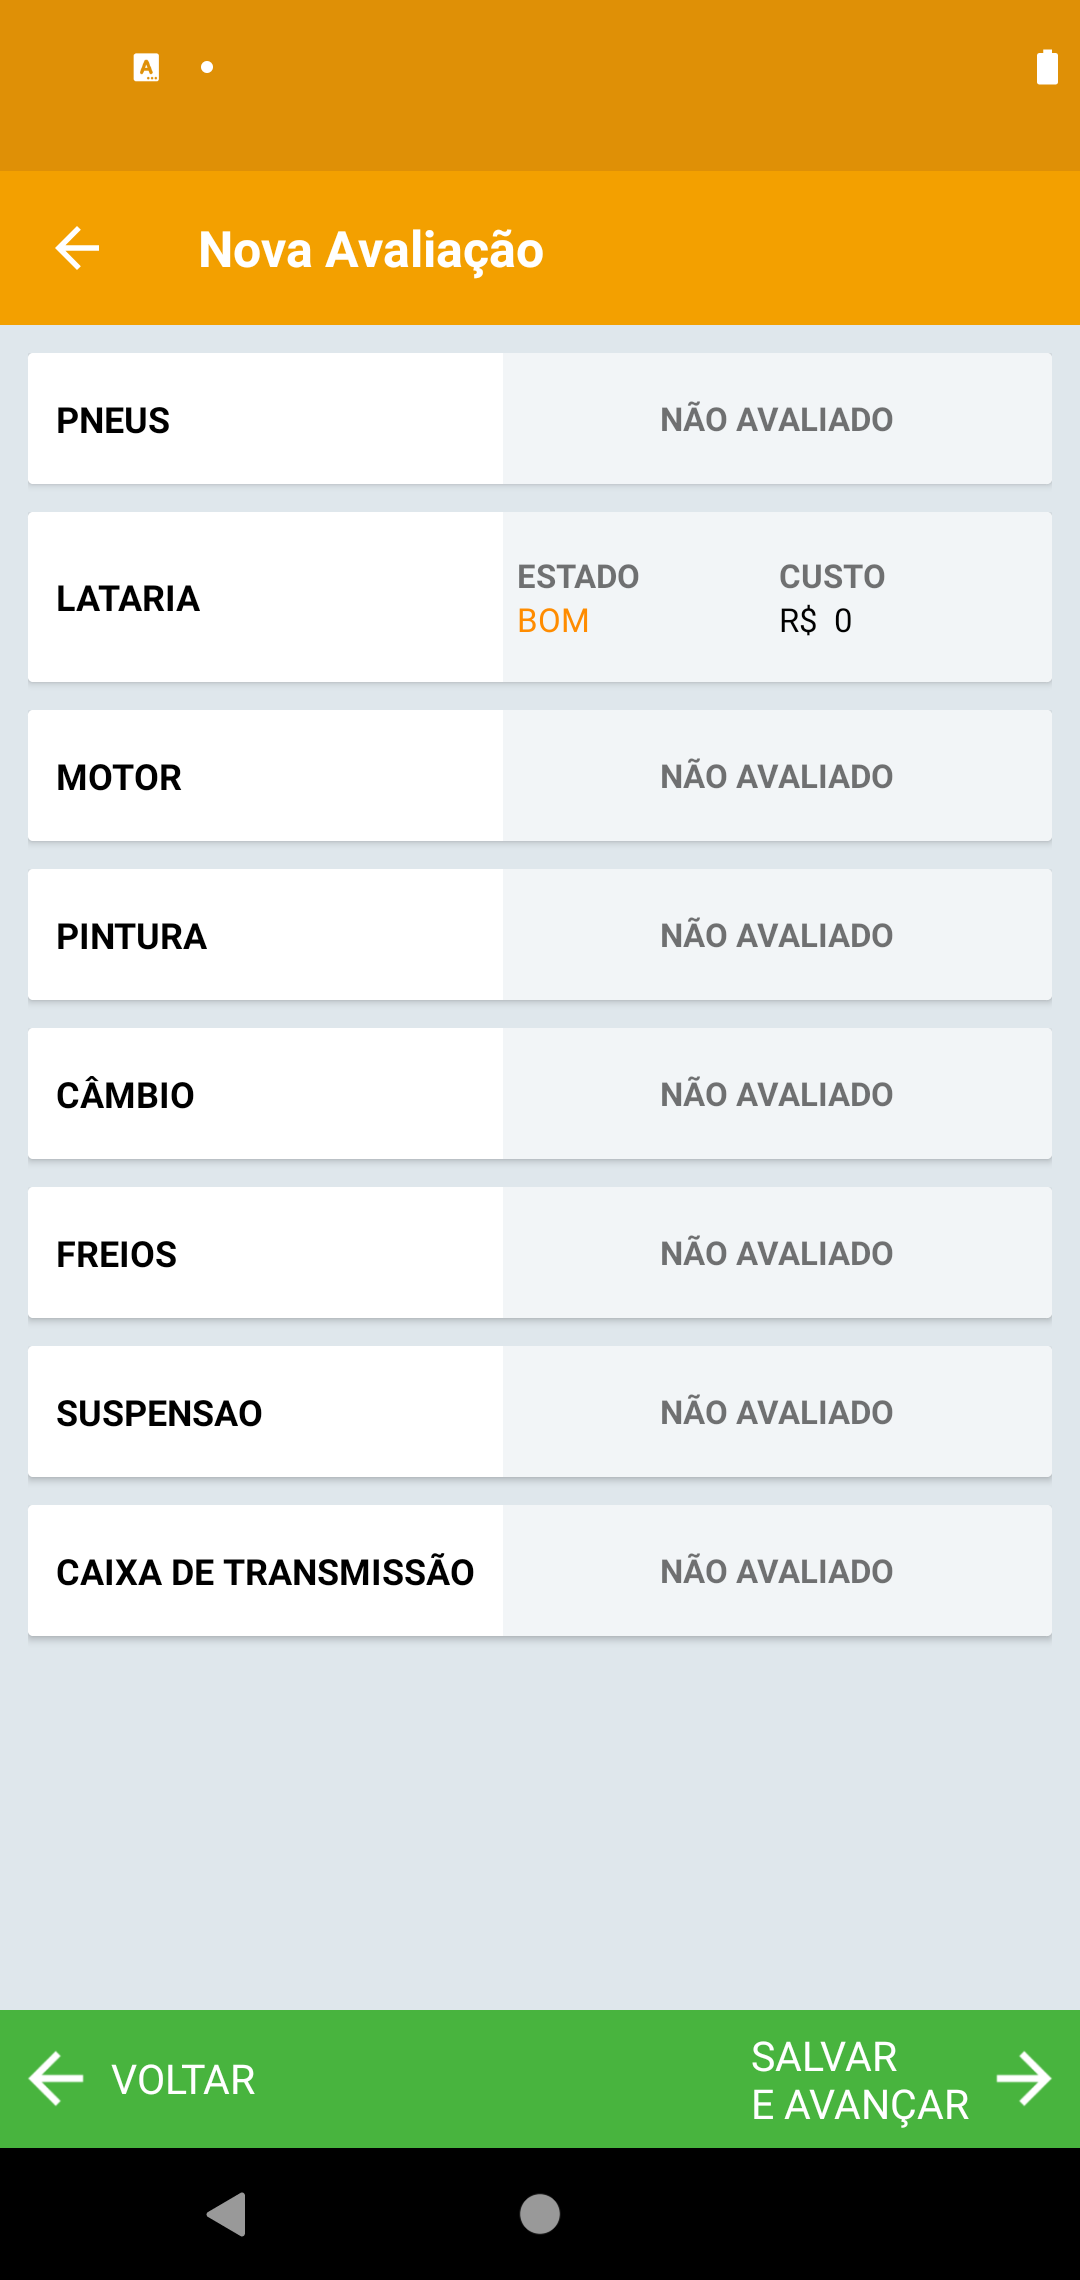 Nova Avaliação
PNEUS
NÃO AVALIADO
LATARIA
ESTADO
BOM
CUSTO
R$ 0
MOTOR
NÃO AVALIADO
PINTURA
NÃO AVALIADO
CÂMBIO
NÃO AVALIADO
FREIOS
NÃO AVALIADO
SUSPENSAO
NÃO AVALIADO
CAIXA DE TRANSMISSÃO
NÃO AVALIADO
VOLTAR
SALVAR
E AVANÇAR